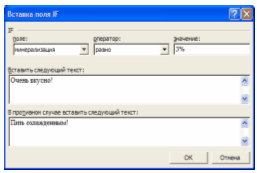 Вставка поля IF
IF
поле: оператор: значение:
минерализация равно 3%
Вставить следующий текст:
Очень вкусно!
В противном случае вставить следующий текст:
Пить охлажденным!
OK Отмена